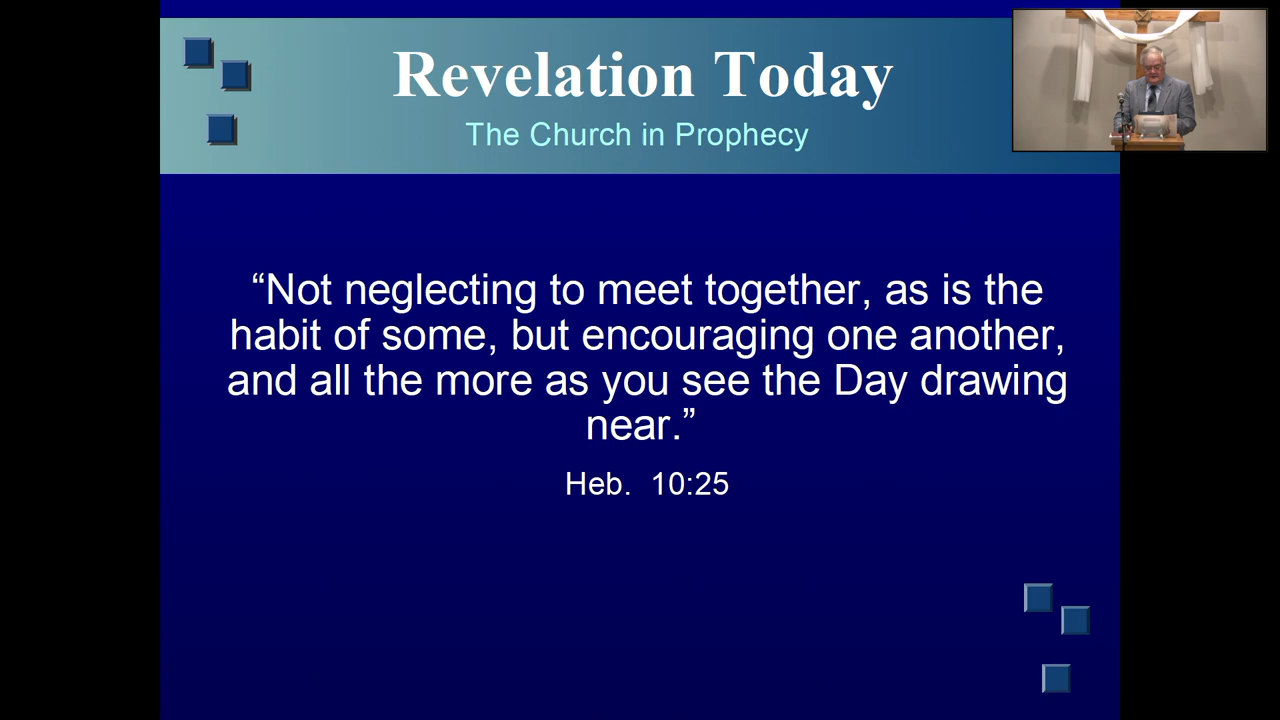 Revelation Today
The Church in Prophecy
“Not neglecting to meet together, as is the
habit of some, but encouraging one another,
and all the more as you see the Day drawing
near.”
Heb.  10:25